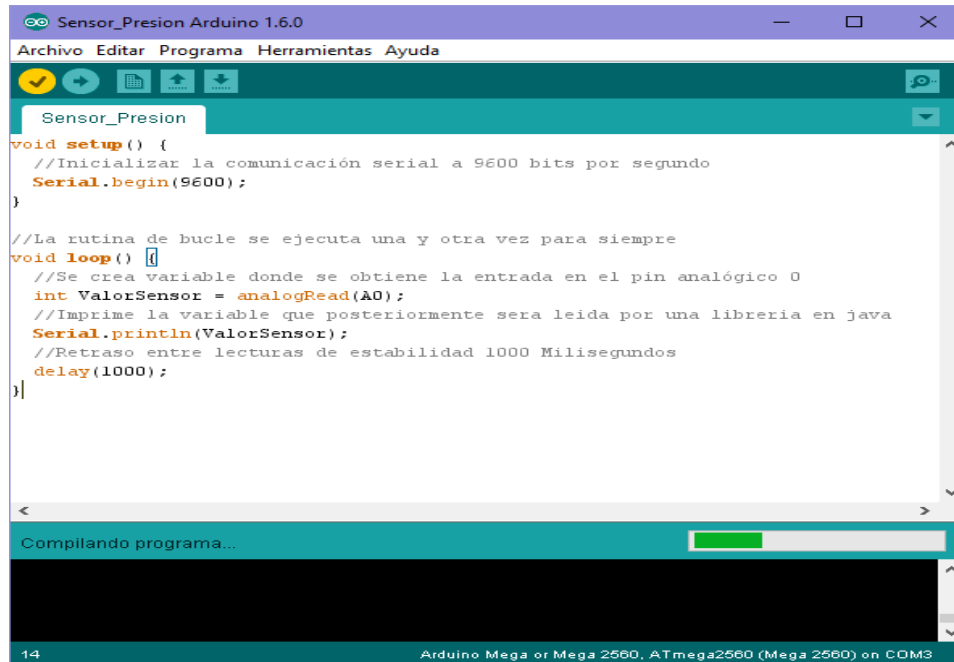 Sensor_Presion Arduino 1.6.0
Archivo Editar Programa Herramientas Ayuda
Sensor_Presion
void setup() {
  //Inicializar la comunicación serial a 9600 bits por segundo
  Serial.begin(9600);
}

//La rutina de bucle se ejecuta una y otra vez para siempre
void loop() {
  //Se crea variable donde se obtiene la entrada en el pin analógico 0
  int ValorSensor = analogRead(A0);
  //Imprime la variable que posteriormente sera leida por una libreria en java
  Serial.println(ValorSensor);
  //Retraso entre lecturas de estabilidad 1000 Milisegundos
  delay(1000);
}
Compilando programa...
14 Arduino Mega or Mega 2560, ATmega2560 (Mega 2560) on COM3